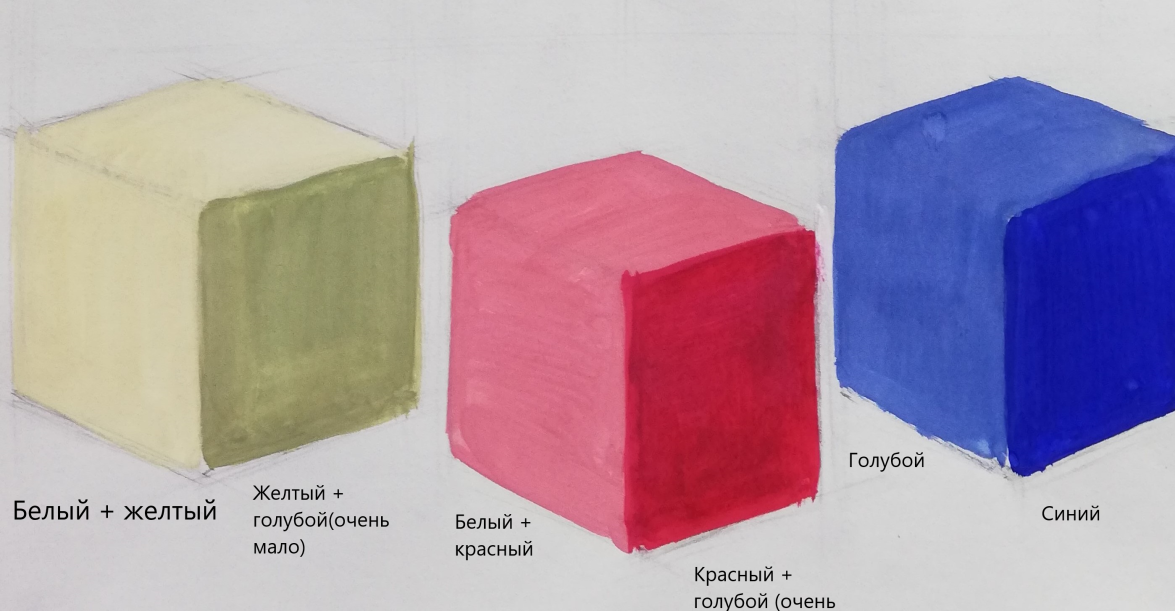 Белый + желтый
Желтый +
голубой(очень
мало)
Белый +
красный
Красный +
голубой (очень
Голубой
Синий